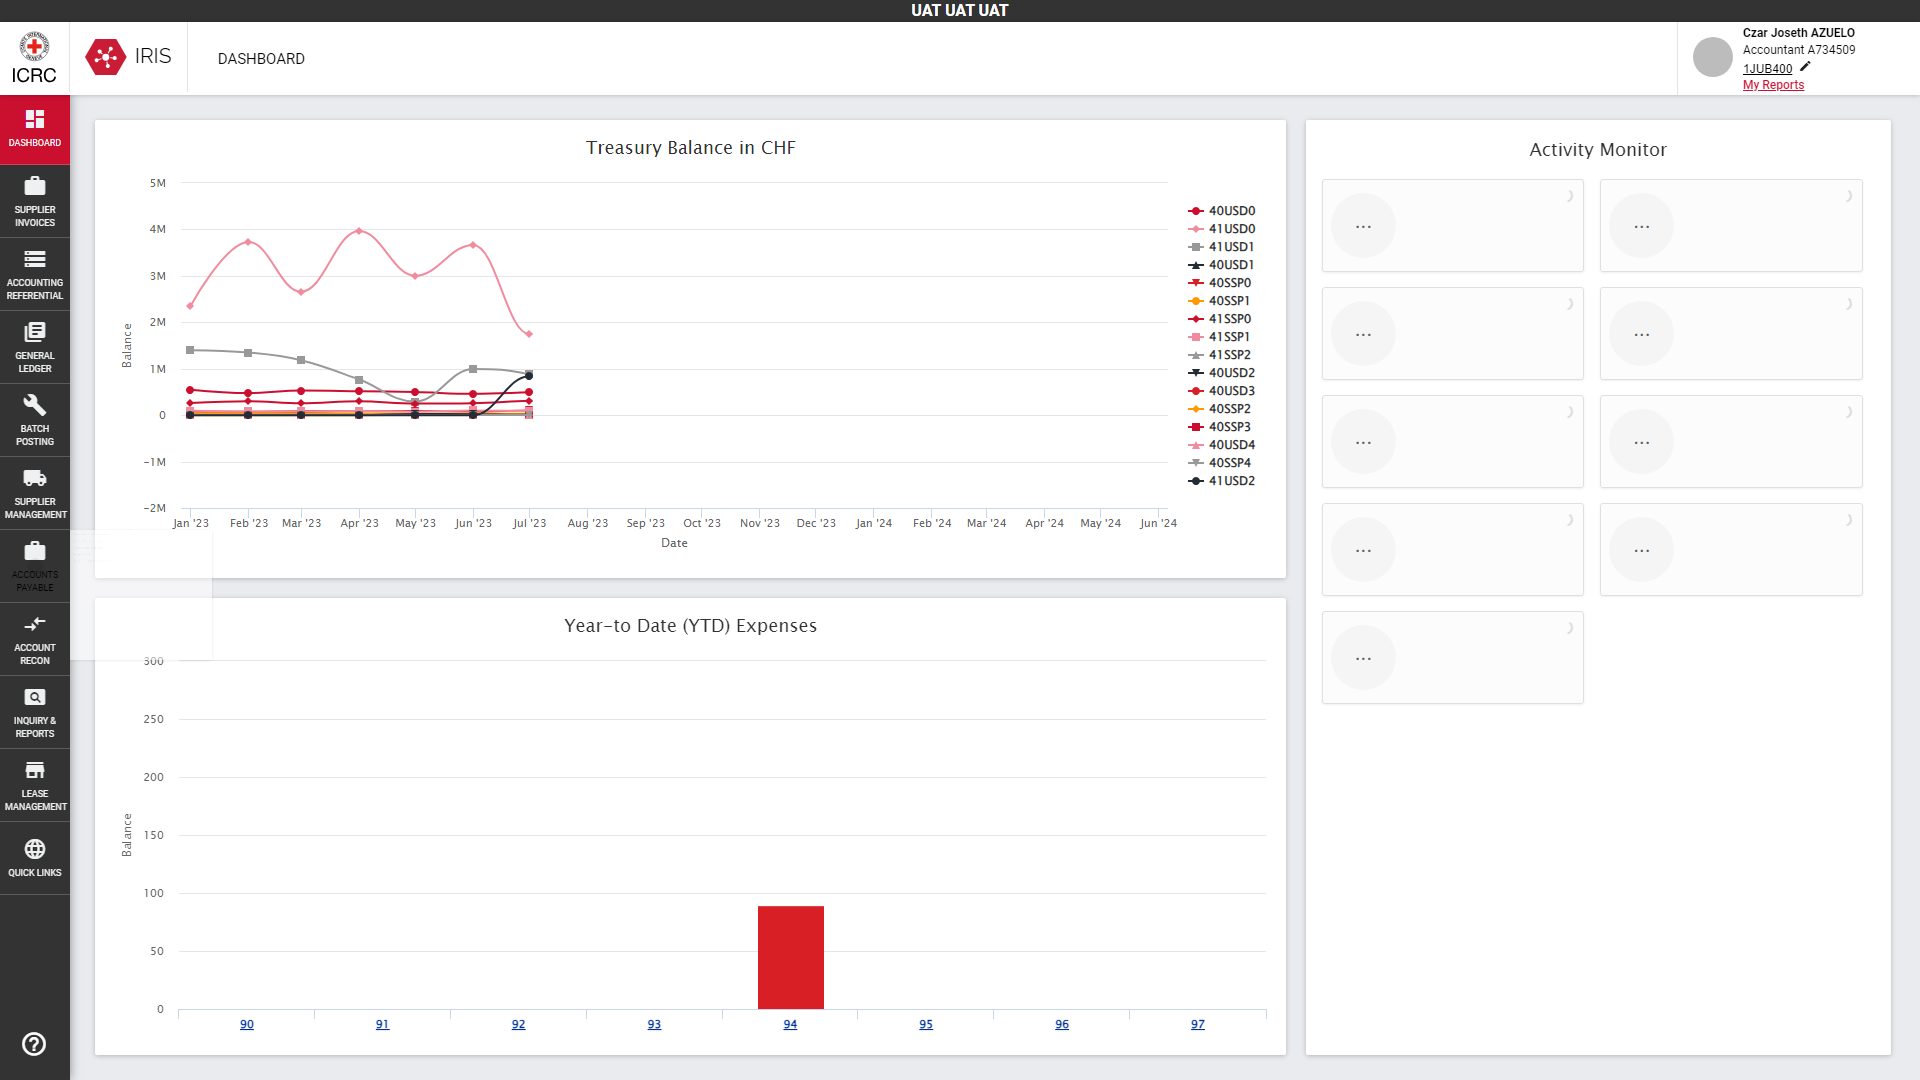 UAT UAT UAT
ICRC
IRIS
DASHBOARD
Czar Joseth AZUELO
Accountant A734509
1JUB400
My Reports
DASHBOARD
SUPPLIER
INVOICES
ACCOUNTING
REFERENTIAL
GENERAL
LEDGER
BATCH
POSTING
SUPPLIER
MANAGEMENT
ACCOUNTS
PAYABLE
ACCOUNT
RECON
INQUIRY &
REPORTS
LEASE
MANAGEMENT
QUICK LINKS
Treasury Balance in CHF
5M
4M
3M
2M
1M
0
-1M
-2M
Balance
Jan '23 Feb '23 Mar '23 Apr '23 May '23 Jun '23 Jul '23 Aug '23 Sep '23 Oct '23 Nov '23 Dec '23 Jan '24 Feb '24 Mar '24 Apr '24 May '24 Jun '24
Date
40USD0
41USD0
41USD1
40USD1
40SSP0
40SSP1
41SSP0
41SSP1
41SSP2
40USD2
40USD3
40SSP2
40SSP3
40USD4
40SSP4
41USD2
Year-to Date (YTD) Expenses
300
250
200
150
100
50
0
Balance
90 91 92 93 94 95 96 97
Activity Monitor
... ...
... ...
... ...
... ...
...